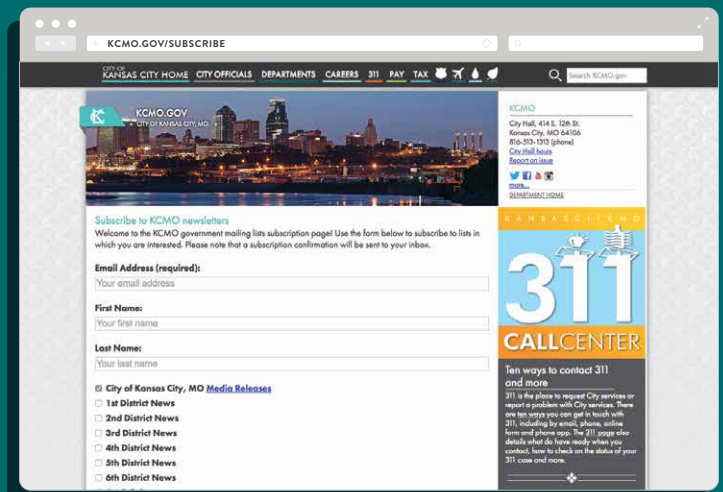 KCMO.GOV/SUBSCRIBE
CITY OF
KANSAS CITY HOME CITY OFFICIALS DEPARTMENTS CAREERS 311 PAY TAX
Search KCMO.gov
KC
KCMO.GOV
CITY OF KANSAS CITY, MO.
KCMO
City Hall, 414 E. 12th St.
Kansas City, MO 64106
816-513-1313 (phone)
City Hall hours
Report an issue
more...
DEPARTMENT HOME
Subscribe to KCMO newsletters
Welcome to the KCMO government mailing lists subscription page! Use the form below to subscribe to lists in
which you are interested. Please note that a subscription confirmation will be sent to your inbox.
Email Address (required):
Your email address
First Name:
Your first name
Last Name:
Your last name
City of Kansas City, MO Media Releases
1st District News
2nd District News
3rd District News
4th District News
5th District News
6th District News
KANSAS CITY MO
311
CALLCENTER
Ten ways to contact 311
and more
311 is the place to request City services or
report a problem with City services. There
are ten ways you can get in touch with
311, including by email, phone, online
form and phone app. The 311 page also
details what do have ready when you
contact, how to check on the status of your
311 case and more.